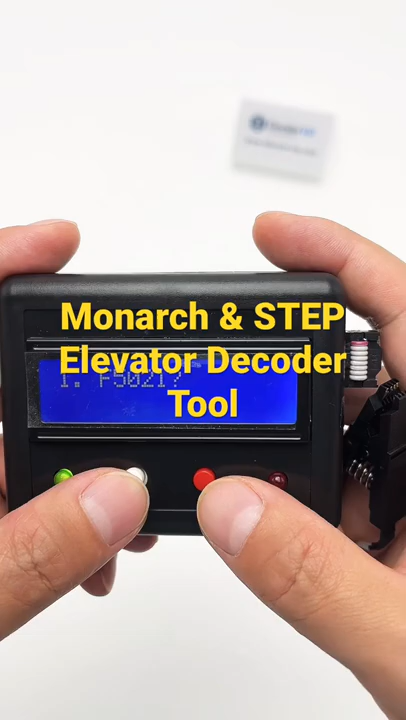 Monarch & STEP
Elevator Decoder
Tool
1. F5021?